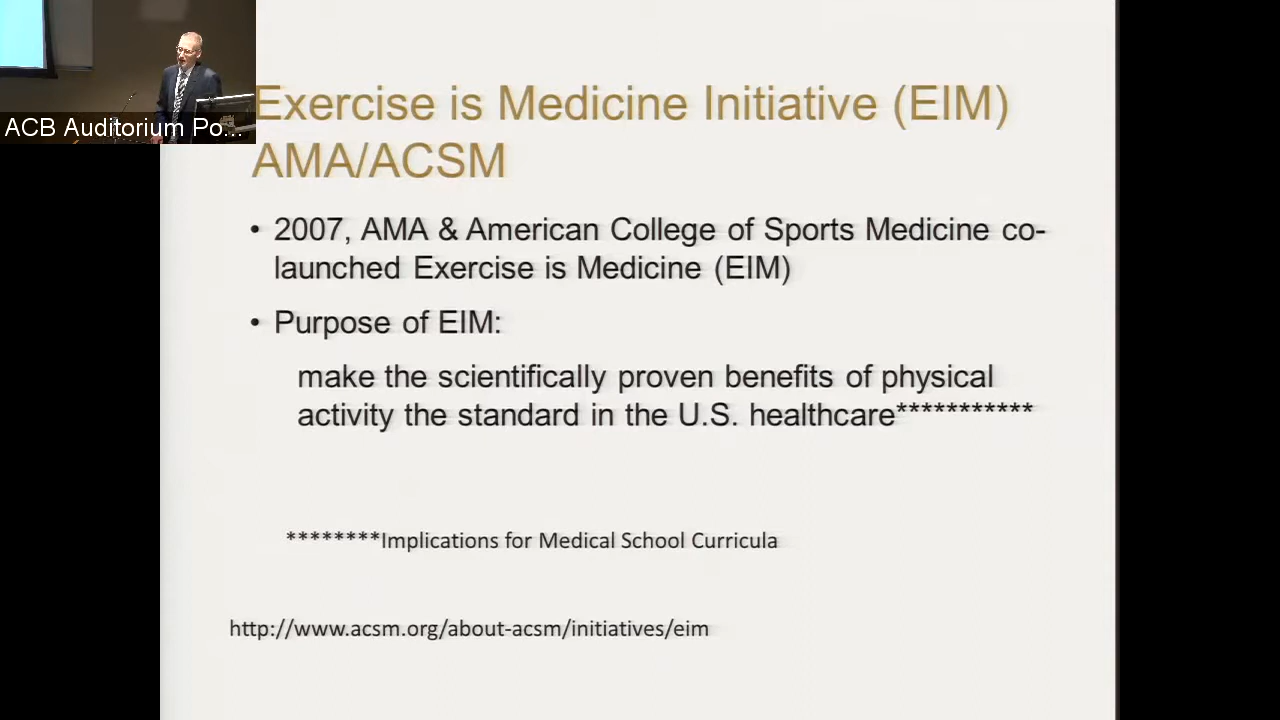 ACB Auditorium Po...
Exercise is Medicine Initiative (EIM)
AMA/ACSM
• 2007, AMA & American College of Sports Medicine co-
launched Exercise is Medicine (EIM)
• Purpose of EIM:
make the scientifically proven benefits of physical
activity the standard in the U.S. healthcare***********
********Implications for Medical School Curricula
http://www.acsm.org/about-acsm/initiatives/eim